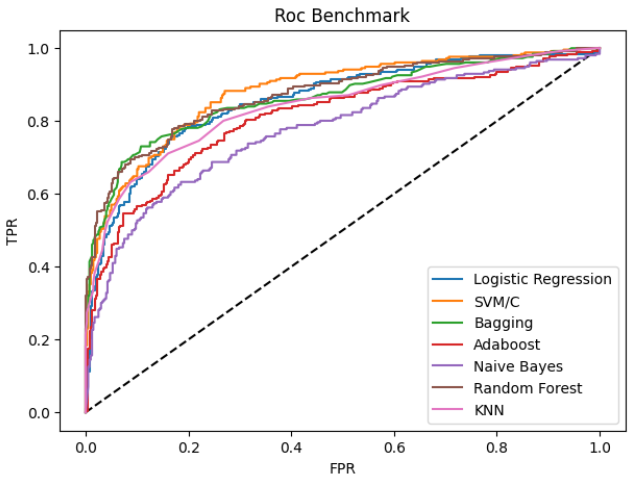 Roc Benchmark
1.0
0.8
0.6
0.4
0.2
0.0
TPR
0.0
0.2
0.4
0.6
0.8
1.0
FPR
Logistic Regression
SVM/C
Bagging
Adaboost
Naive Bayes
Random Forest
KNN